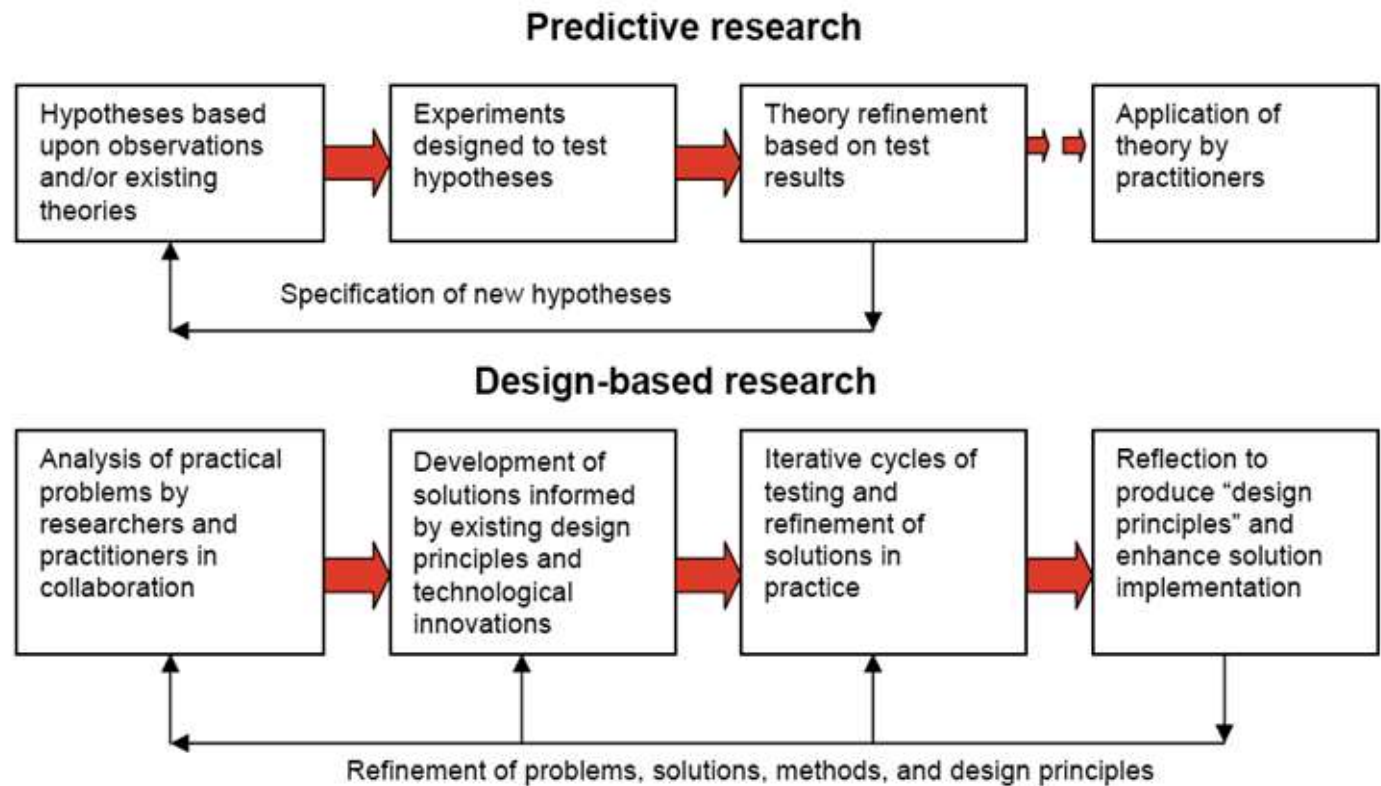 Predictive research
Hypotheses based
upon observations
and/or existing
theories
Experiments
designed to test
hypotheses
Theory refinement
based on test
results
Application of
theory by
practitioners
Specification of new hypotheses
Design-based research
Analysis of practical
problems by
researchers and
practitioners in
collaboration
Development of
solutions informed
by existing design
principles and
technological
innovations
Iterative cycles of
testing and
refinement of
solutions in
practice
Reflection to
produce “design
principles” and
enhance solution
implementation
Refinement of problems, solutions, methods, and design principles